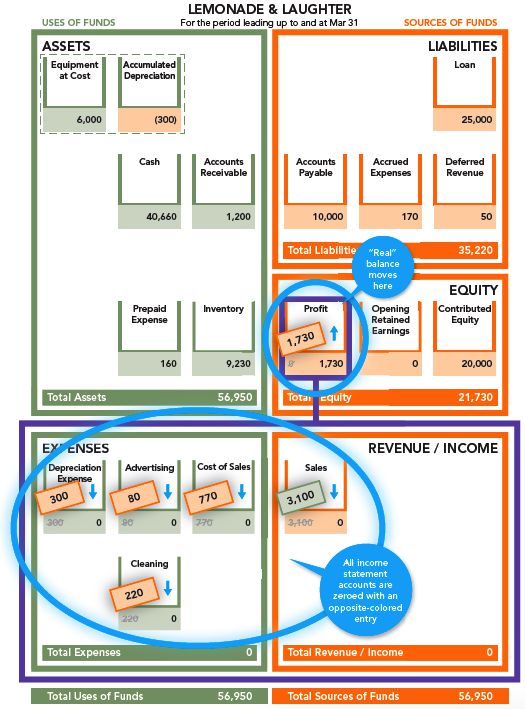 LEMONADE & LAUGHTER
USES OF FUNDS
For the period leading up to and at Mar 31
SOURCES OF FUNDS
ASSETS
Equipment
at Cost
6,000
Accumulated
Depreciation
(300)
Cash
40,660
Accounts
Receivable
1,200
Prepaid
Expense
160
Inventory
9,230
Total Assets 56,950
LIABILITIES
Loan
25,000
Accounts
Payable
10,000
Accrued
Expenses
170
Deferred
Revenue
50
Total Liabilitie 35,220
"Real"
balance
moves
here
EQUITY
Profit
1,730
0 1,730
Opening
Retained
Earnings
0
Contributed
Equity
20,000
Total Equity 21,730
EXPENSES
Depreciation
Expense
300
300 0
Advertising
80
80 0
Cost of Sales
770
770 0
Cleaning
220
220 0
Total Expenses 0
REVENUE / INCOME
Sales
3,100
3,100 0
All income
statement
accounts are
zeroed with an
opposite-colored
entry
Total Revenue / Income 0
Total Uses of Funds 56,950
Total Sources of Funds 56,950